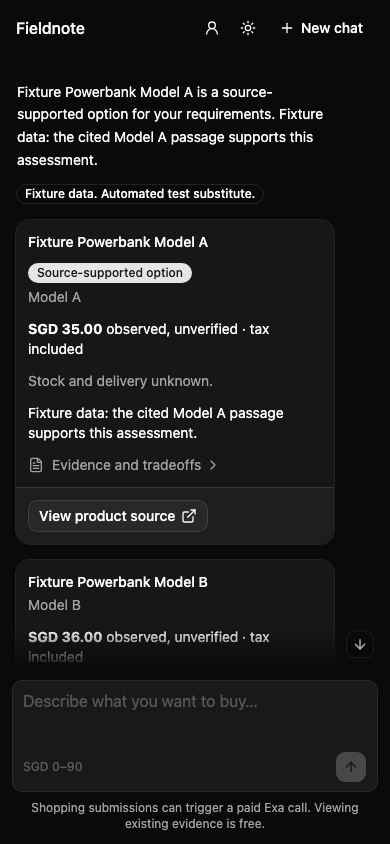 Fieldnote
New chat
Fixture Powerbank Model A is a source-
supported option for your requirements. Fixture
data: the cited Model A passage supports this
assessment.
Fixture data. Automated test substitute.
Fixture Powerbank Model A
Source-supported option
Model A
SGD 35.00 observed, unverified · tax
included
Stock and delivery unknown.
Fixture data: the cited Model A passage
supports this assessment.
Evidence and tradeoffs
View product source
Fixture Powerbank Model B
Model B
SGD 36.00 observed, unverified · tax
included
Describe what you want to buy...
SGD 0–90
Shopping submissions can trigger a paid Exa call. Viewing
existing evidence is free.